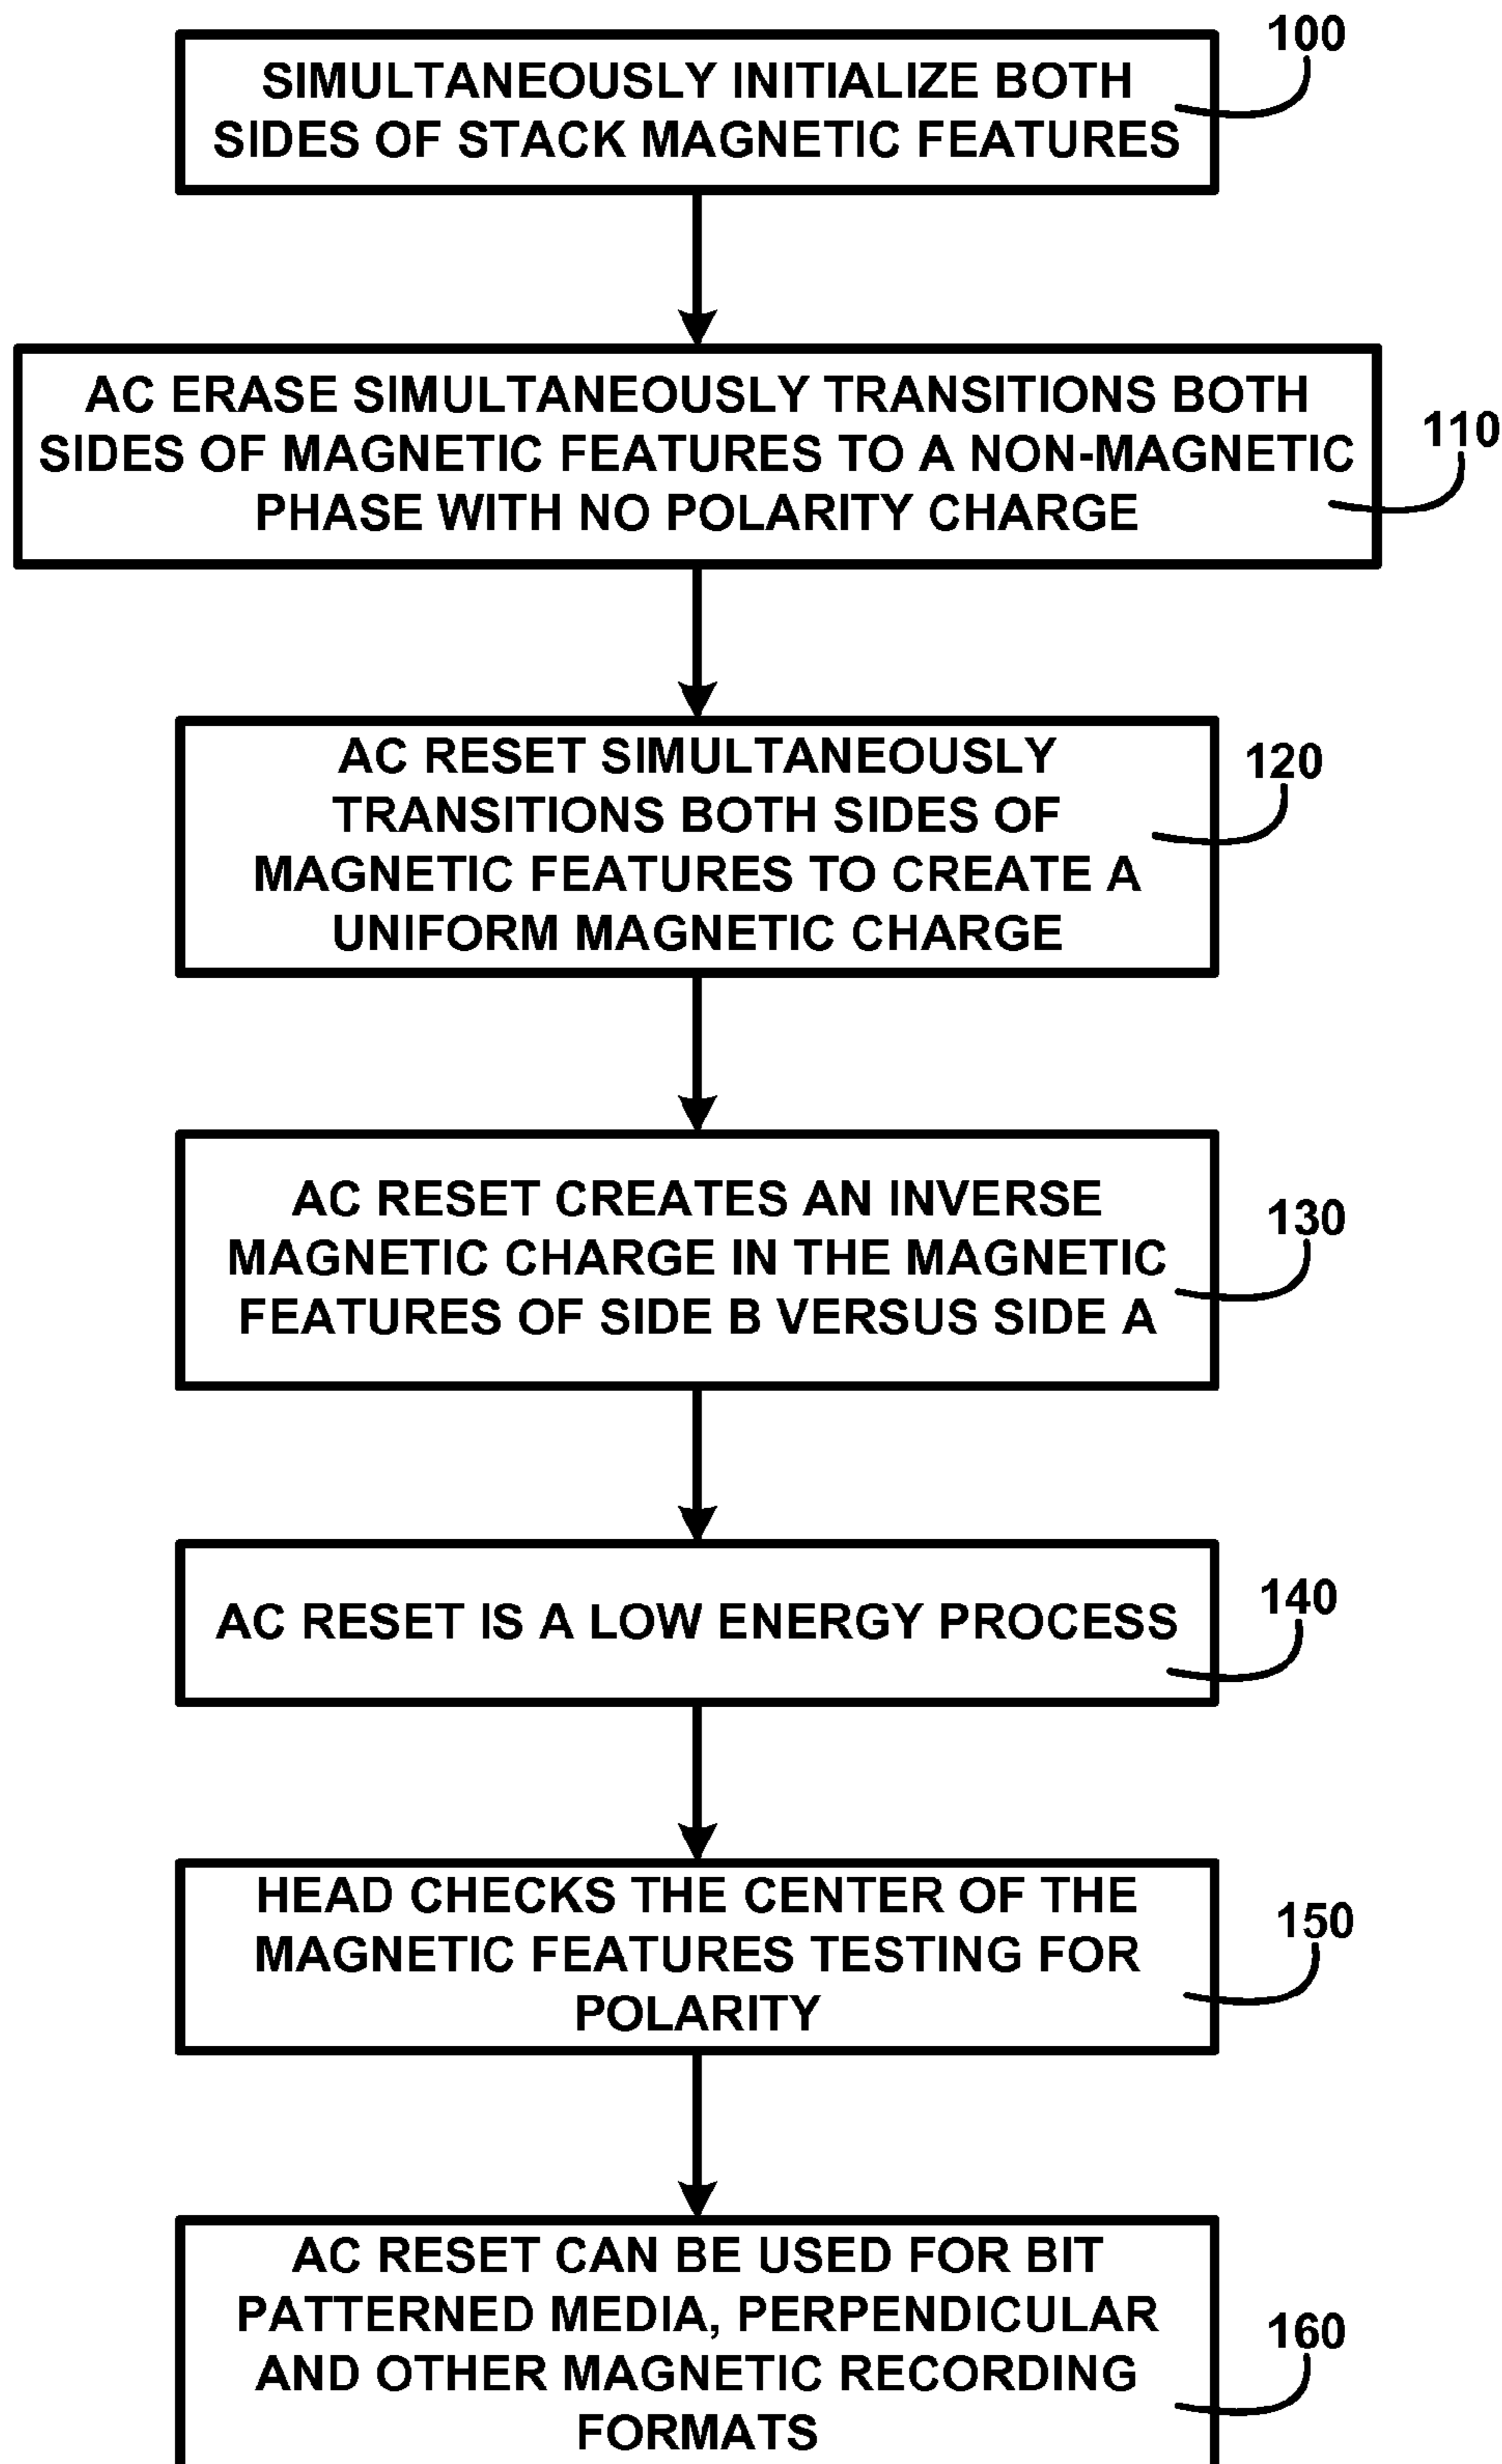 100
SIMULTANEOUSLY INITIALIZE BOTH
SIDES OF STACK MAGNETIC FEATURES
AC ERASE SIMULTANEOUSLY TRANSITIONS BOTH
SIDES OF MAGNETIC FEATURES TO A NON-MAGNETIC
PHASE WITH NO POLARITY CHARGE
110
AC RESET SIMULTANEOUSLY
TRANSITIONS BOTH SIDES OF
MAGNETIC FEATURES TO CREATE A
UNIFORM MAGNETIC CHARGE
120
AC RESET CREATES AN INVERSE
MAGNETIC CHARGE IN THE MAGNETIC
FEATURES OF SIDE B VERSUS SIDE A
130
AC RESET IS A LOW ENERGY PROCESS
140
HEAD CHECKS THE CENTER OF THE
MAGNETIC FEATURES TESTING FOR
POLARITY
150
AC RESET CAN BE USED FOR BIT
PATTERNED MEDIA, PERPENDICULAR
AND OTHER MAGNETIC RECORDING
FORMATS
160